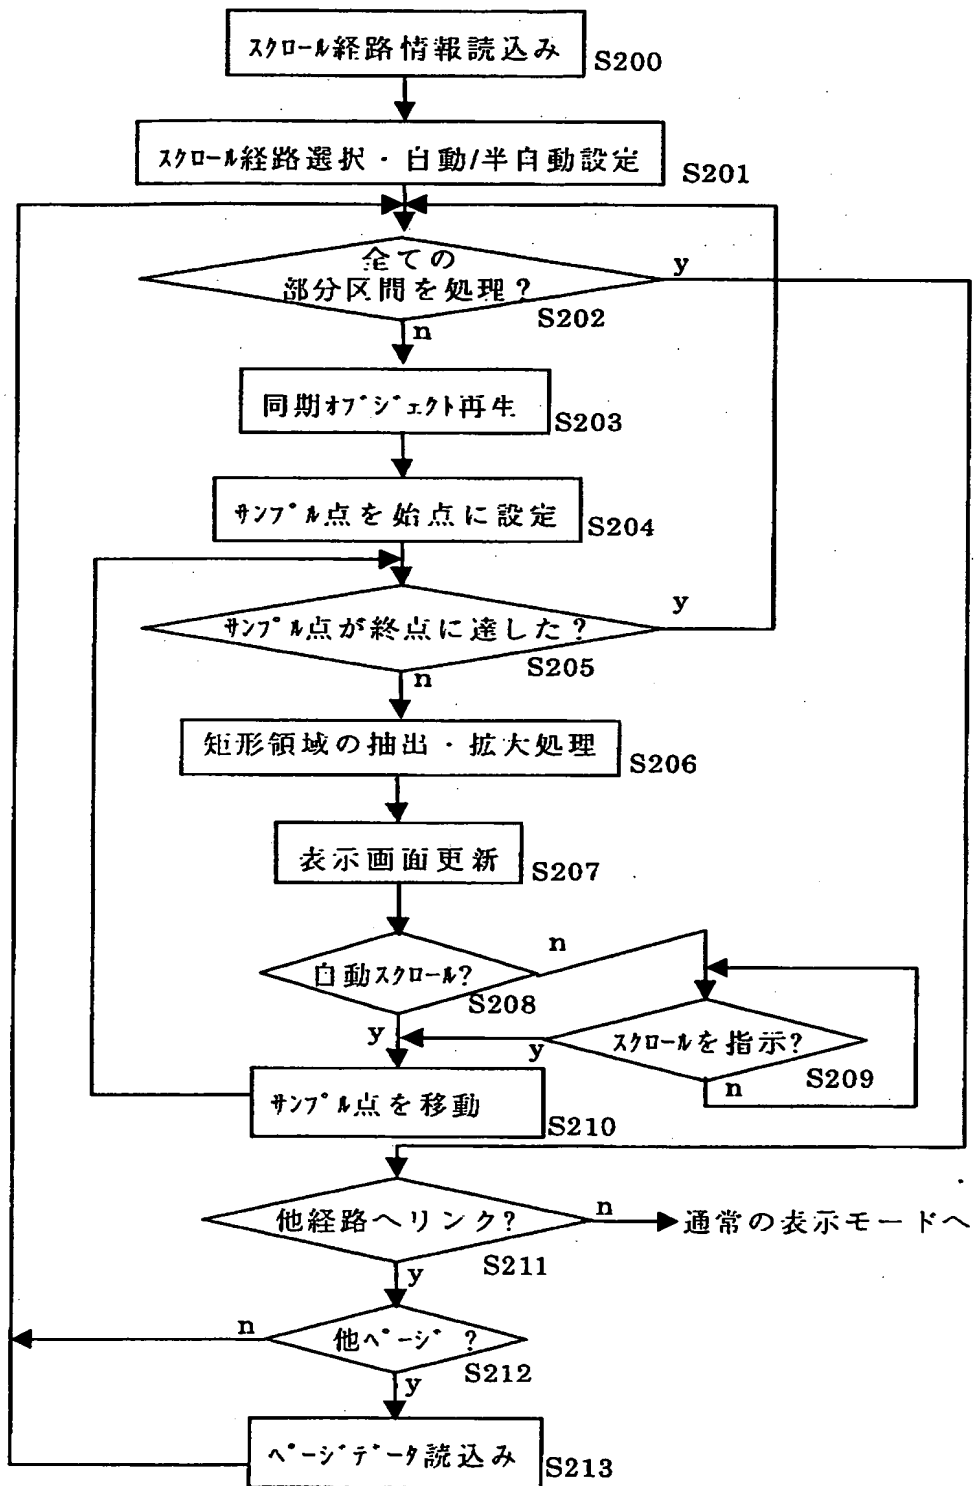 スクロール経路情報読込み
S200
スクロール経路選択・自動/半自動設定
S201
全ての
部分区間を処理?
y
S202
n
同期オブジェクト再生
S203
サンプル点を始点に設定
S204
サンプル点が終点に達した?
y
S205
n
矩形領域の抽出・拡大処理
S206
表示画面更新
S207
自動スクロール?
n
S208
y
スクロールを指示?
y
S209
n
サンプル点を移動
S210
他経路へリンク?
n
通常の表示モードへ
S211
y
他ページ?
n
S212
y
ページデータ読込み
S213